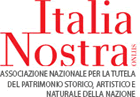 Italia
Nostra
ONLUS
ASSOCIAZIONE NAZIONALE PER LA TUTELA
DEL PATRIMONIO STORICO, ARTISTICO E
NATURALE DELLA NAZIONE